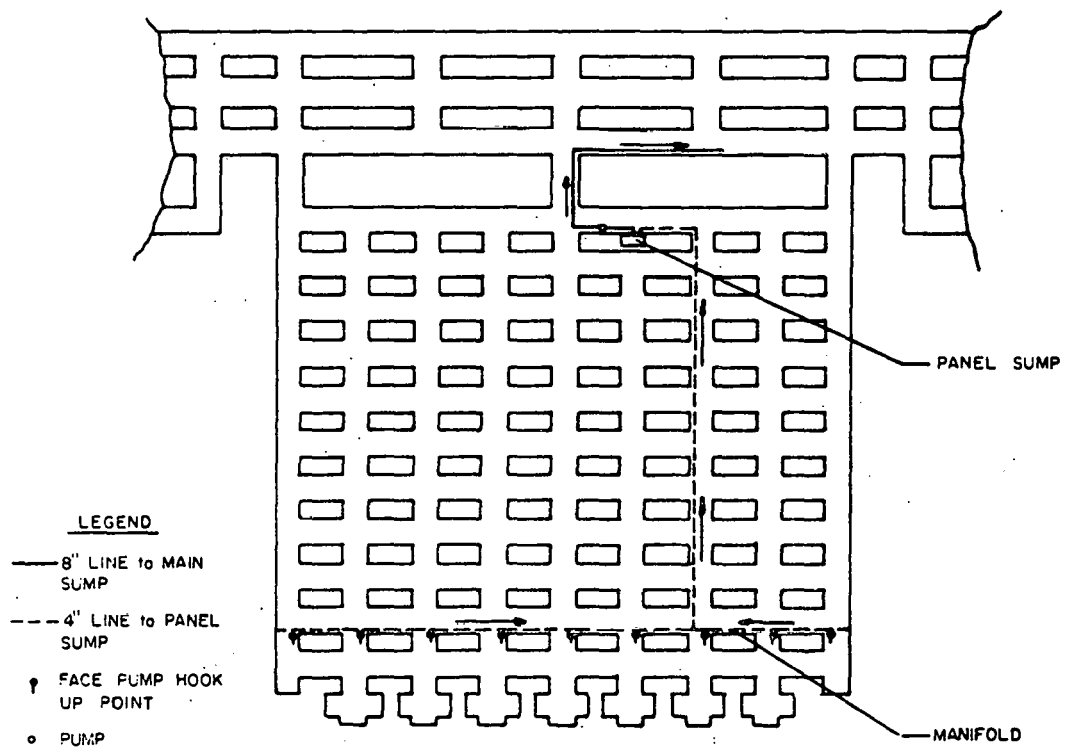 PANEL SUMP
LEGEND
8" LINE to MAIN
SUMP
4" LINE to PANEL
SUMP
FACE PUMP HOOK
UP POINT
PUMP
MANIFOLD